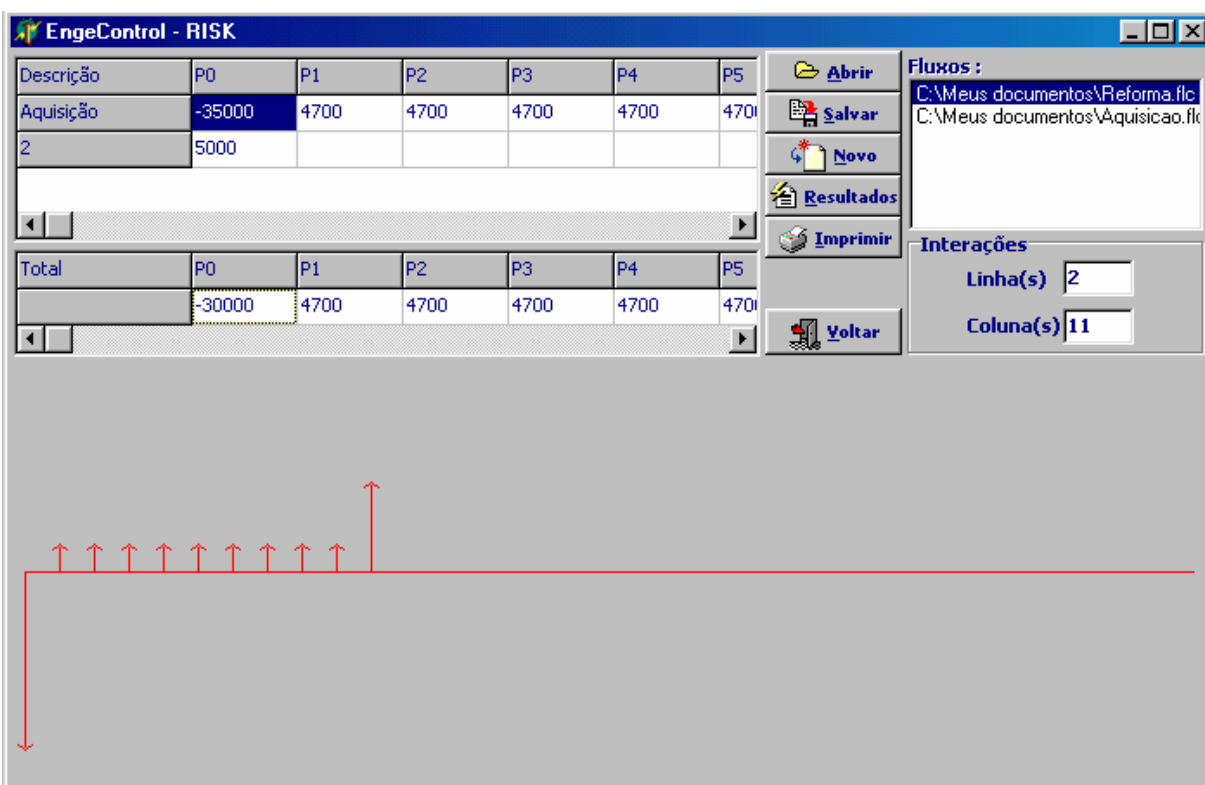 EngeControl - RISK
Descrição P0 P1 P2 P3 P4 P5
Aquisição -35000 4700 4700 4700 4700
2 5000
Total P0 P1 P2 P3 P4 P5
-30000 4700 4700 4700 4700
Abrir
Salvar
Novo
Resultados
Imprimir
Voltar
Fluxos :
C:\Meus documentos\Reforma.flc
C:\Meus documentos\Aquisicao.flc
Interações
Linha(s) 2
Coluna(s) 11